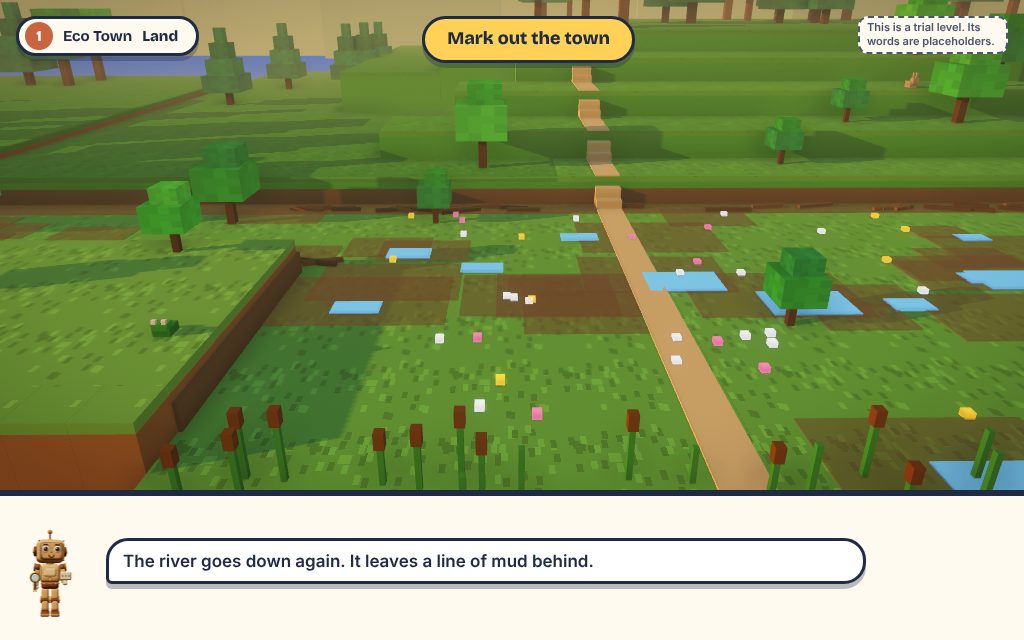 1 Eco Town Land
Mark out the town
This is a trial level. Its
words are placeholders.
The river goes down again. It leaves a line of mud behind.